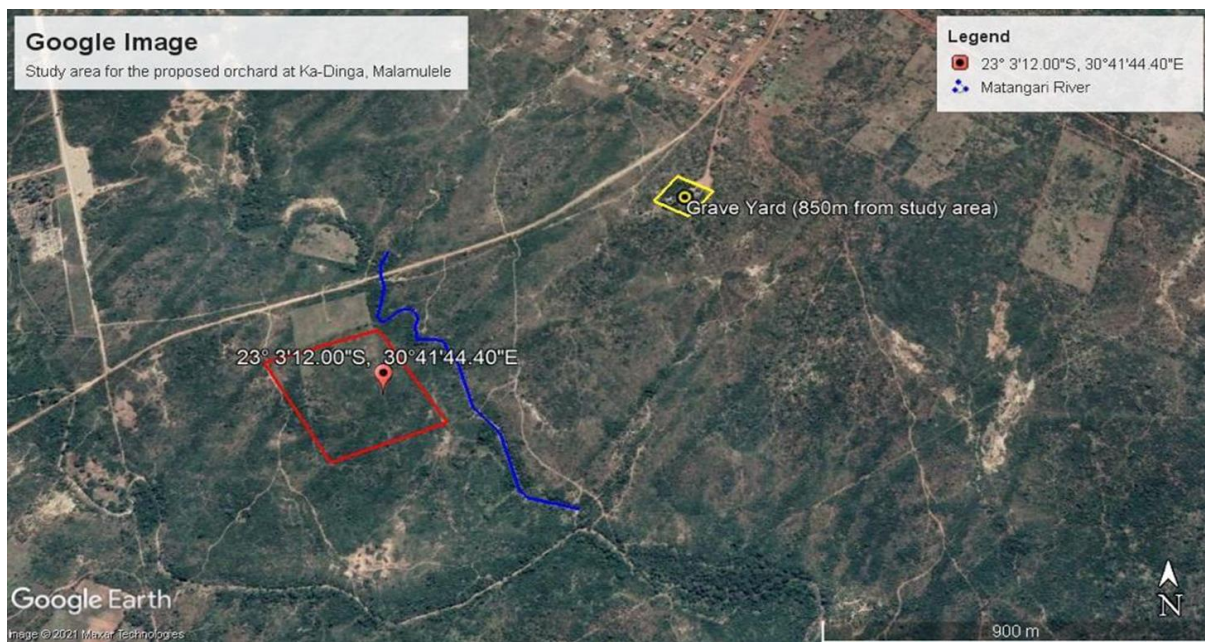 Google Image
Study area for the proposed orchard at Ka-Dinga, Malamulele
Legend
23° 3'12.00"S, 30°41'44.40"E
Matangari River
Grave Yard (850m from study area)
23° 3'12.00"S, 30°41'44.40"E
Google Earth
Image © 2021 Maxar Technologies
900 m
N